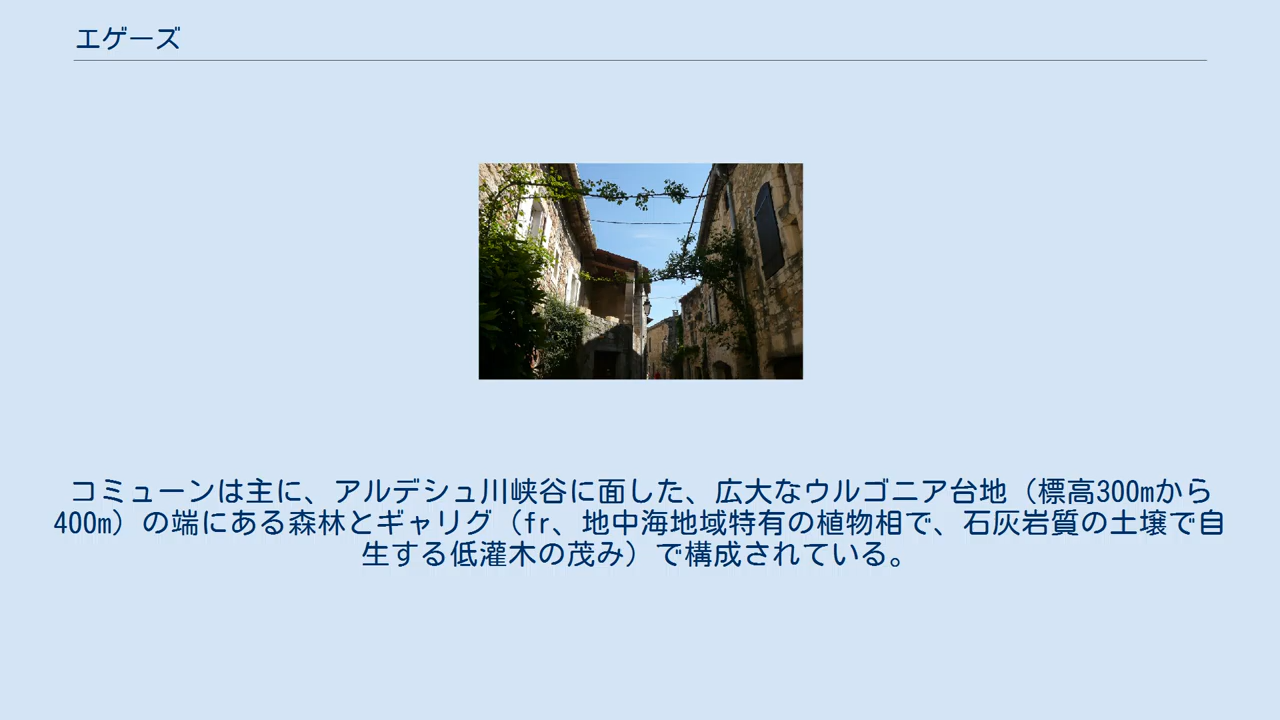 エゲーズ
コミューンは主に、アルデシュ川峡谷に面した、広大なウルゴニア台地（標高300mから
400m）の端にある森林とギャリグ（fr、地中海地域特有の植物相で、石灰岩質の土壌で自
生する低灌木の茂み）で構成されている。